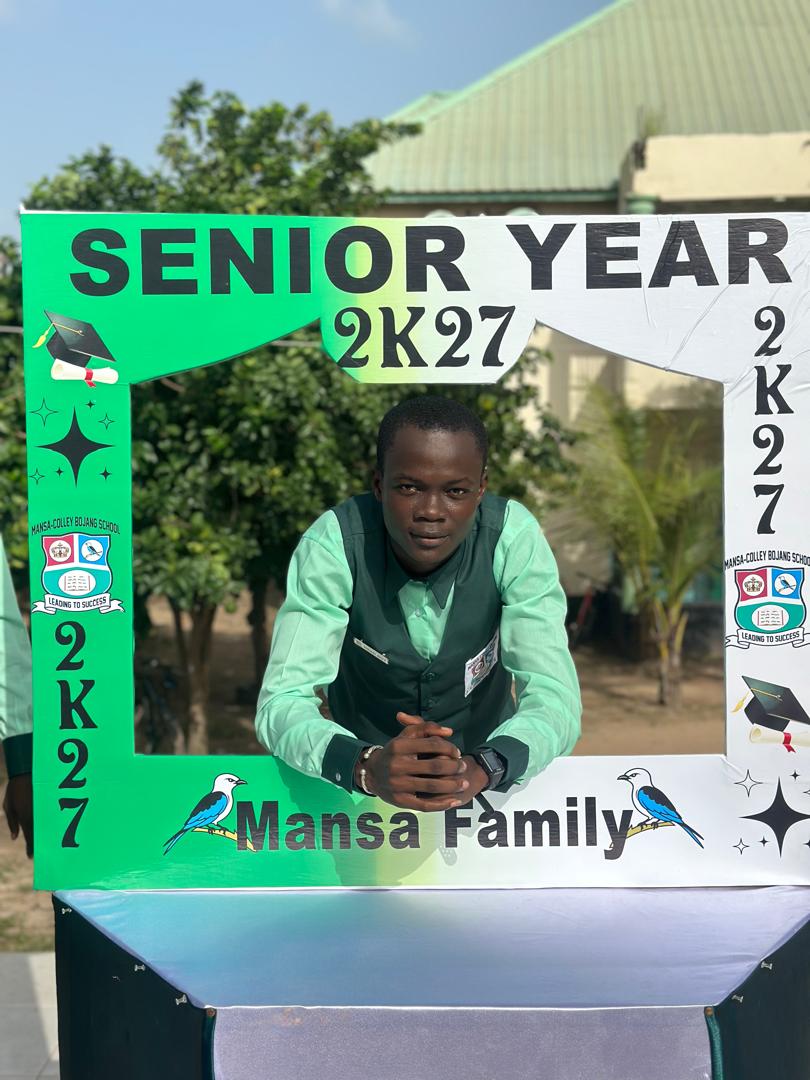 SENIOR YEAR
2K27
2K27
MANSA-COLLEY BOJANG SCHOOL
LEADING TO SUCCESS
2K27
MANSA-COLLEY BOJANG SCHOOL
LEADING TO SUCCESS
Mansa Family